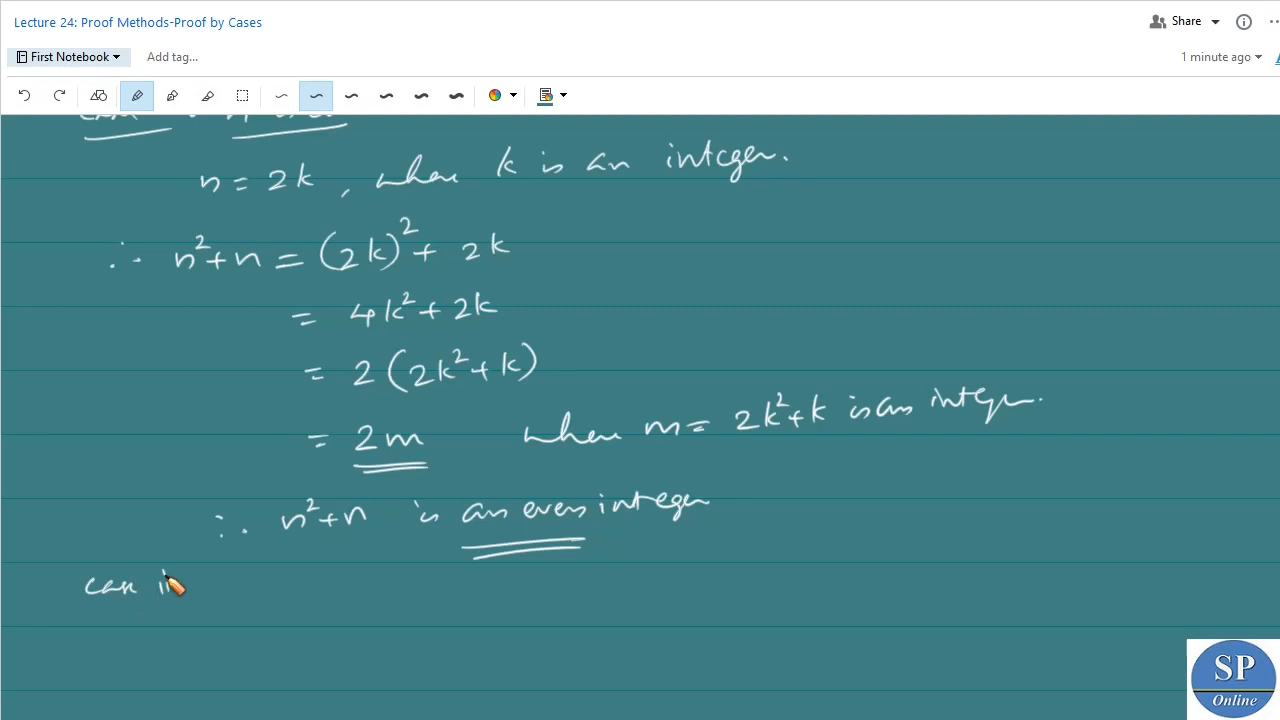 Lecture 24: Proof Methods-Proof by Cases
Share
First Notebook
Add tag...
1 minute ago
n = 2k , where k is an integer.
∴ n²+n = (2k)² + 2k
= 4k² + 2k
= 2 (2k² + k)
= 2m where m = 2k²+k is an integer.
∴ n²+n is an even integer
case ii
SP
Online